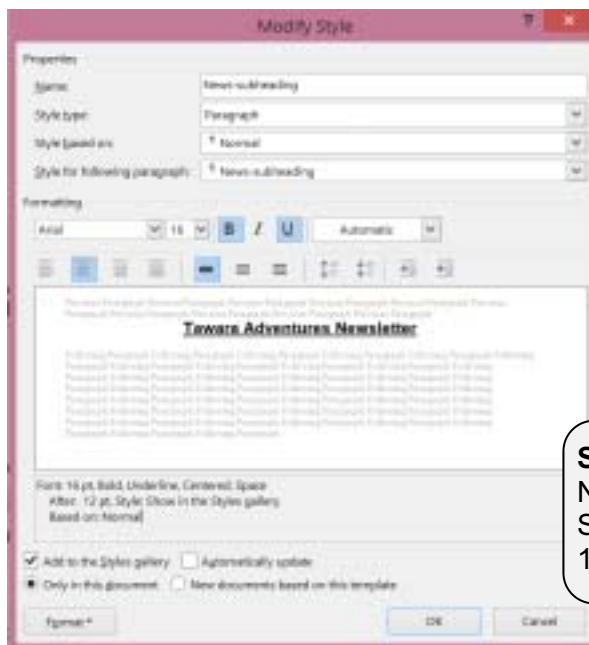 Modify Style
?
Properties
Name: News-subheading
Style type: Paragraph
Style based on: ¶ Normal
Style for following paragraph: ¶ News-subheading
Formatting
Arial 16 B I U Automatic
Tawara Adventures Newsletter
Font: 16 pt, Bold, Underline, Centered, Space
After: 12 pt, Style: Show in the Styles gallery
Based on: Normal
Add to the Styles gallery Automatically update
Only in this document New documents based on this template
Format
OK Cancel
S
N
S
1